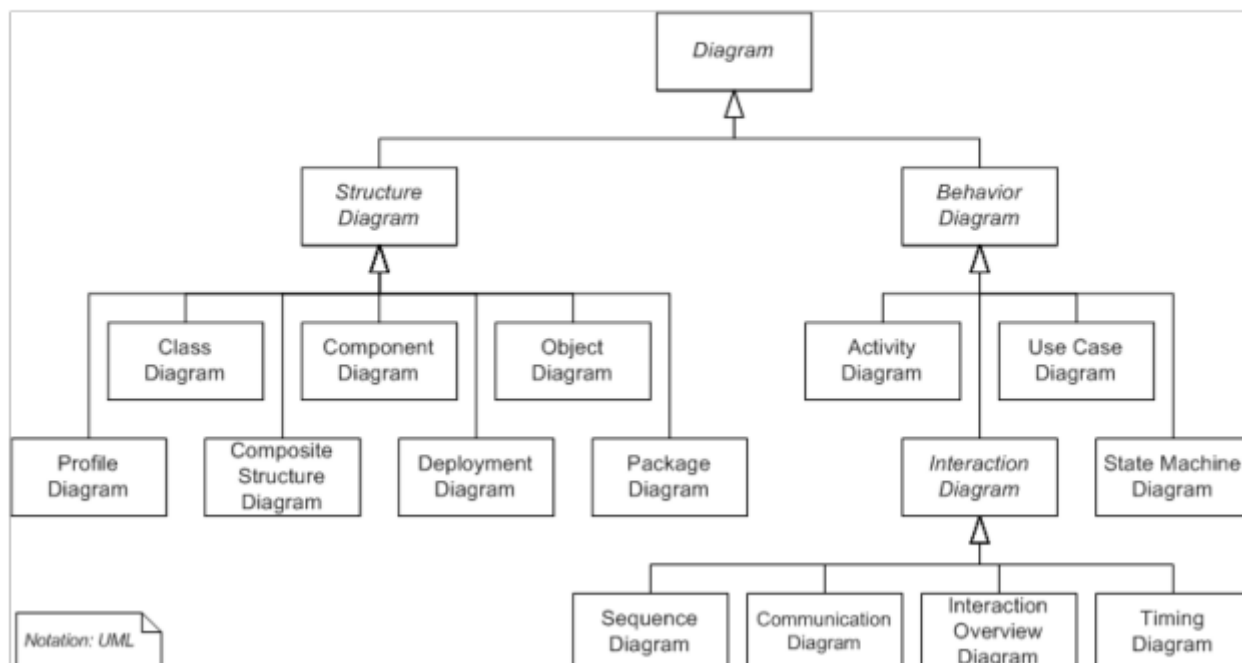 Diagram
Structure
Diagram
Behavior
Diagram
Class
Diagram
Component
Diagram
Object
Diagram
Activity
Diagram
Use Case
Diagram
Profile
Diagram
Composite
Structure
Diagram
Deployment
Diagram
Package
Diagram
Interaction
Diagram
State Machine
Diagram
Sequence
Diagram
Communication
Diagram
Interaction
Overview
Diagram
Timing
Diagram
Notation: UML